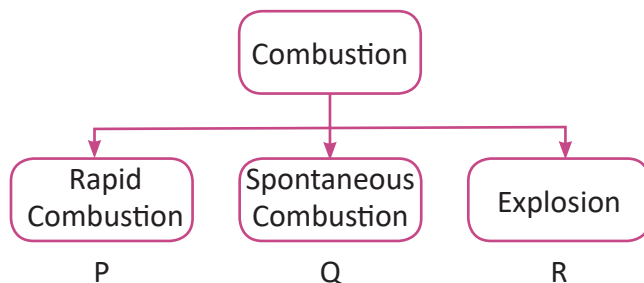 Combustion
Rapid
Combustion
Spontaneous
Combustion
Explosion
P
Q
R